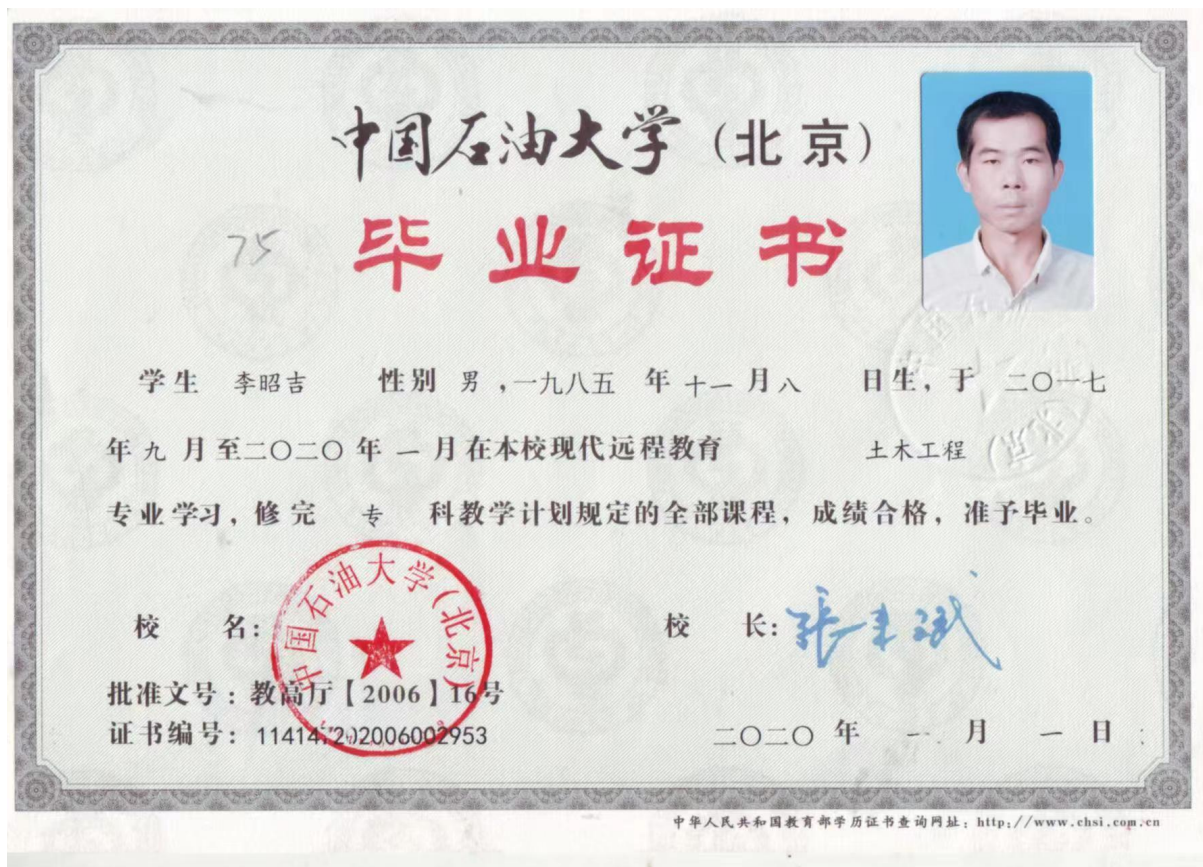 中国石油大学（北京）
75
毕业证书
学生 李昭吉 性别 男，一九八五 年 十一 月 八 日生，于 二〇一七
年 九 月至二〇二〇年 一 月在本校现代远程教育 土木工程
专业学习，修完 专 科教学计划规定的全部课程，成绩合格，准予毕业。
中国石油大学(北京)
校 名：
校 长：
批准文号：教高厅【2006】16号
证书编号：114147202006002953
二〇二〇 年 一 月 一 日
中华人民共和国教育部学历证书查询网址：http://www.chsi.com.cn